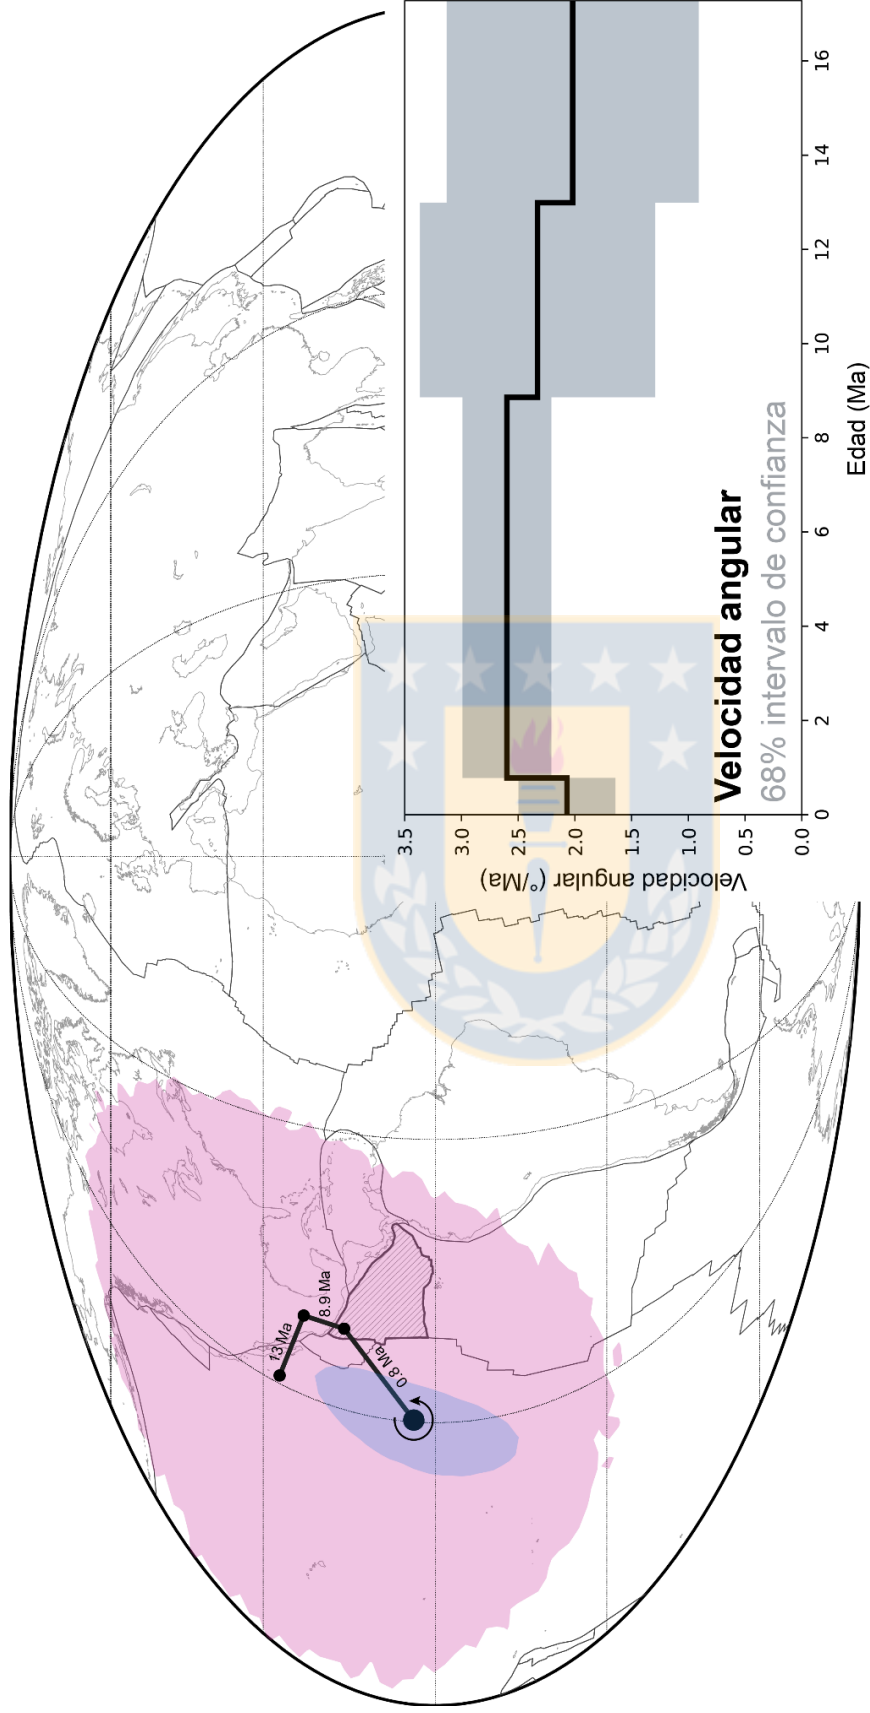 13 Ma
8.9 Ma
0.8 Ma
Velocidad angular (°/Ma)
3.5
3.0
2.5
2.0
1.5
1.0
0.5
0.0
0
2
4
6
8
10
12
14
16
Edad (Ma)
Velocidad angular
68% intervalo de confianza